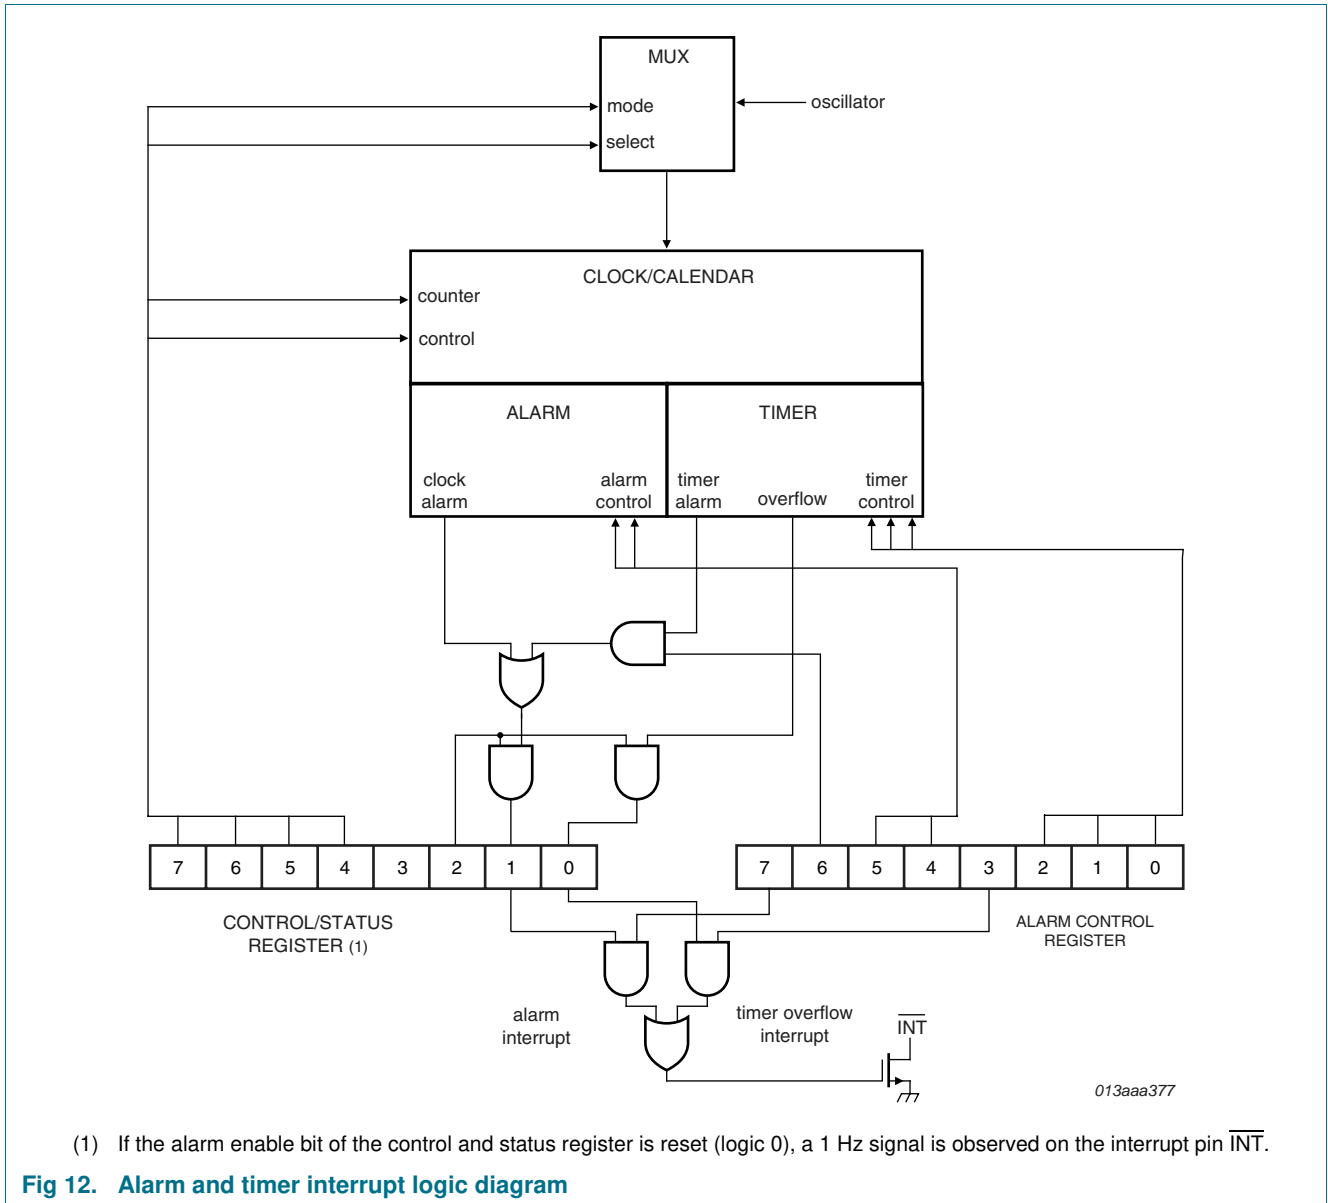 MUX
mode
oscillator
select
CLOCK/CALENDAR
counter
control
ALARM
TIMER
clock
alarm
alarm
control
timer
alarm
overflow
timer
control
7 6 5 4 3 2 1 0
7 6 5 4 3 2 1 0
CONTROL/STATUS
REGISTER (1)
ALARM CONTROL
REGISTER
alarm
interrupt
timer overflow
interrupt
INT
013aaa377
(1) If the alarm enable bit of the control and status register is reset (logic 0), a 1 Hz signal is observed on the interrupt pin INT.
Fig 12. Alarm and timer interrupt logic diagram